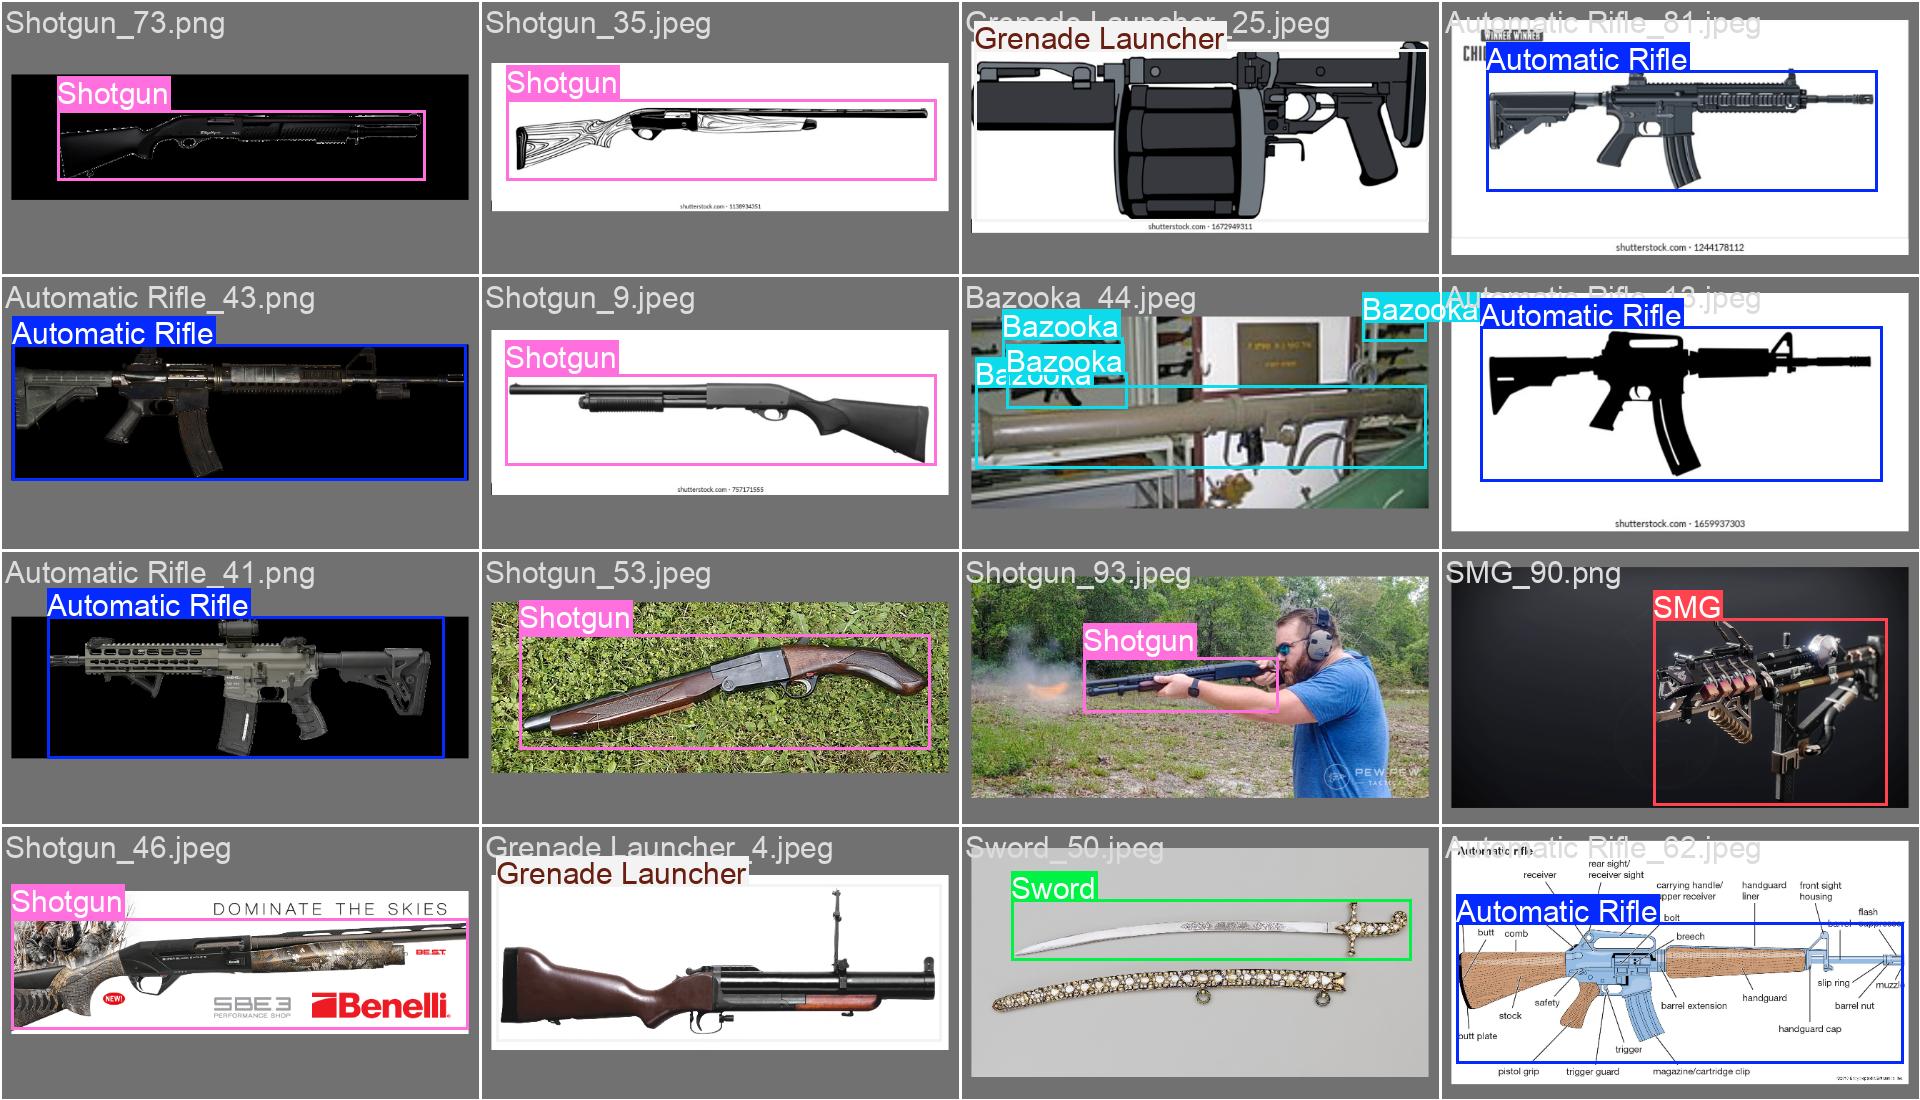 Shotgun_73.png
Shotgun
Shotgun_35.jpeg
Shotgun
shutterstock.com · 1138934351
Grenade Launcher_25.jpeg
Grenade Launcher
shutterstock.com · 1672949311
Automatic Rifle_81.jpeg
WINNER WINNER
Automatic Rifle
shutterstock.com · 1244178112
Automatic Rifle_43.png
Automatic Rifle
Shotgun_9.jpeg
Shotgun
shutterstock.com · 757171555
Bazooka_44.jpeg
Bazooka
Bazooka
Bazooka
Bazooka
Automatic Rifle_13.jpeg
Automatic Rifle
shutterstock.com · 1659937303
Automatic Rifle_41.png
Automatic Rifle
Shotgun_53.jpeg
Shotgun
Shotgun_93.jpeg
Shotgun
PEW PEW
TACTICAL
SMG_90.png
SMG
Shotgun_46.jpeg
Shotgun
DOMINATE THE SKIES
B.E.S.T.
NEW!
SBE 3
PERFORMANCE SHOP
Benelli
Grenade Launcher_4.jpeg
Grenade Launcher
Sword_50.jpeg
Sword
Automatic Rifle_62.jpeg
Automatic rifle
rear sight/
receiver sight
receiver
carrying handle/
upper receiver
handguard
liner
front sight
housing
Automatic Rifle
bolt
flash
suppressor
barrel
butt
comb
breech
slip ring
muzzle
safety
barrel extension
handguard
barrel nut
stock
handguard cap
butt plate
trigger
pistol grip
trigger guard
magazine/cartridge clip